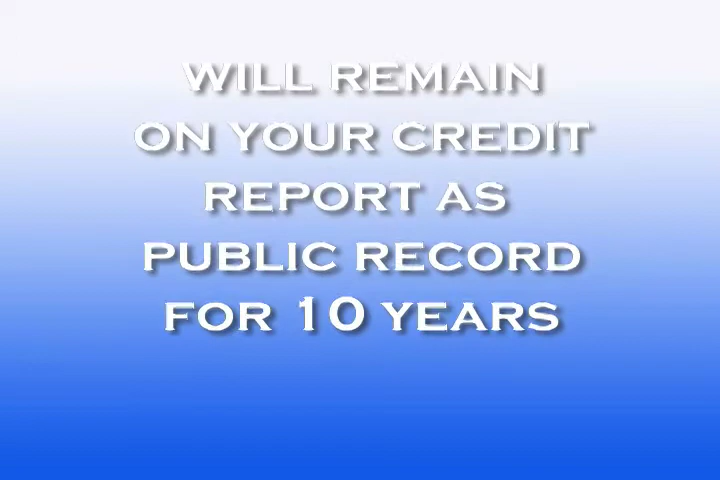 WILL REMAIN
ON YOUR CREDIT
REPORT AS
PUBLIC RECORD
FOR 10 YEARS